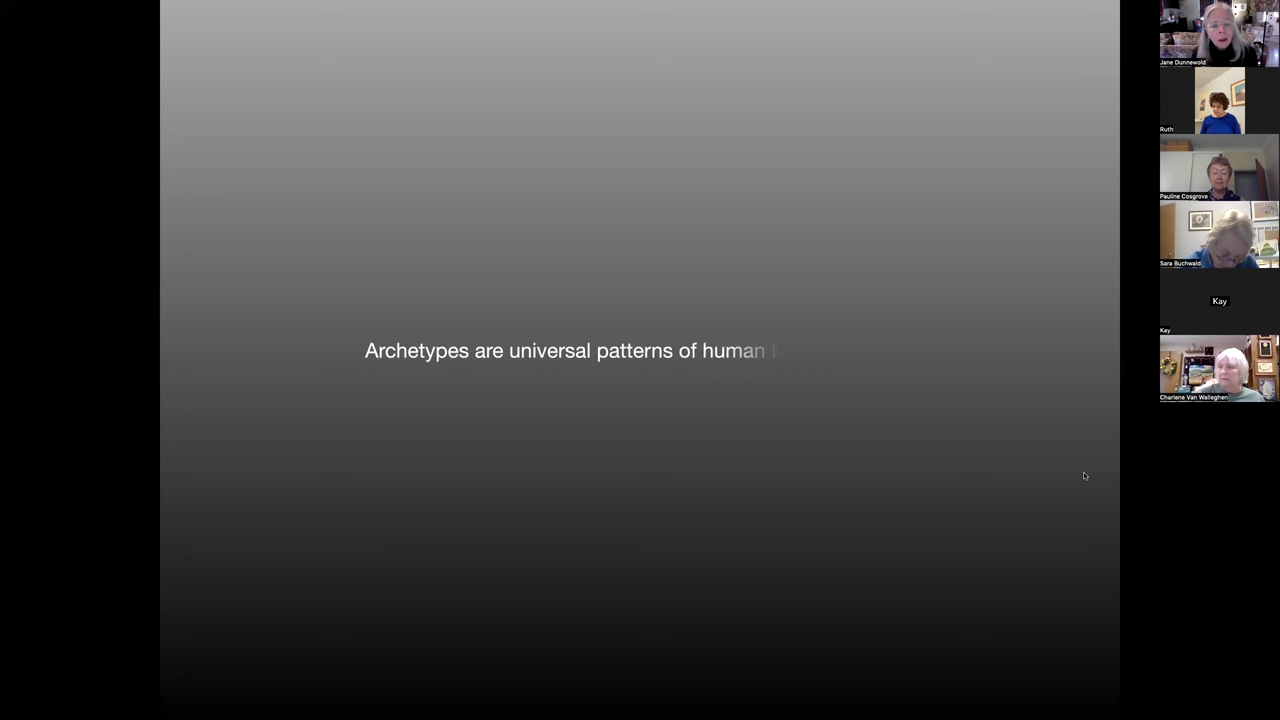 Archetypes are universal patterns of human
Jane Dunnewold
Ruth
Pauline Cosgrove
Sara Buchwald
Kay
Kay
Charlene Van Walleghen